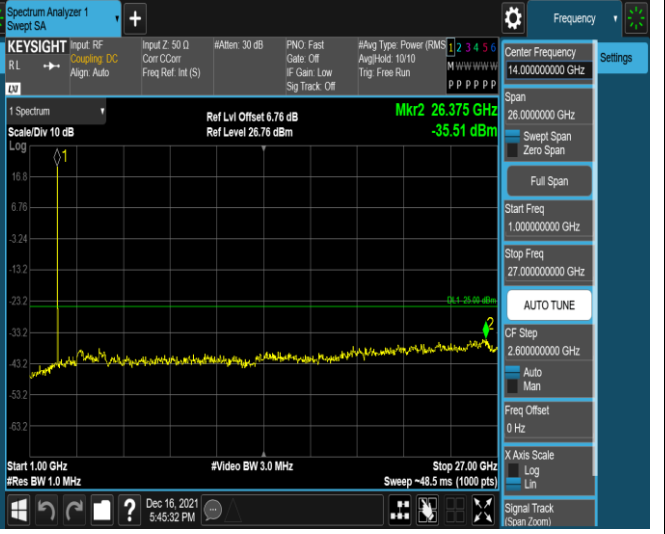 Spectrum Analyzer 1
Swept SA
+
Frequency
KEYSIGHT
RL
LXI
Input: RF
Coupling: DC
Align: Auto
Input Z: 50 Ω
Corr CCorr
Freq Ref: Int (S)
#Atten: 30 dB
PNO: Fast
Gate: Off
IF Gain: Low
Sig Track: Off
#Avg Type: Power (RMS
Avg|Hold: 10/10
Trig: Free Run
1 2 3 4 5 6
M W W W W W
P P P P P P
Center Frequency
14.000000000 GHz
Settings
Span
26.0000000 GHz
Swept Span
Zero Span
Full Span
Start Freq
1.000000000 GHz
Stop Freq
27.000000000 GHz
AUTO TUNE
CF Step
2.600000000 GHz
Auto
Man
Freq Offset
0 Hz
X Axis Scale
Log
Lin
Signal Track
(Span Zoom)
1 Spectrum
Scale/Div 10 dB
Log
Ref Lvl Offset 6.76 dB
Ref Level 26.76 dBm
Mkr2 26.375 GHz
-35.51 dBm
1
16.8
6.76
-3.24
-13.2
-23.2
DL1 -25.00 dBm
2
-33.2
-43.2
-53.2
-63.2
Start 1.00 GHz
#Video BW 3.0 MHz
Stop 27.00 GHz
#Res BW 1.0 MHz
Sweep ~48.5 ms (1000 pts)
?
Dec 16, 2021
5:45:32 PM